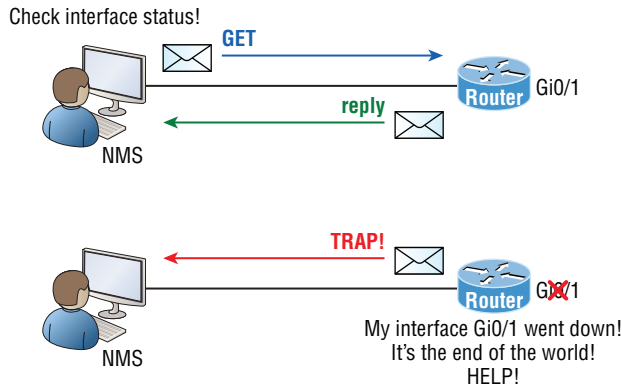 Check interface status!
GET
Router Gi0/1
reply
NMS
TRAP!
Router Gi0/1
My interface Gi0/1 went down!
It's the end of the world!
NMS
HELP!